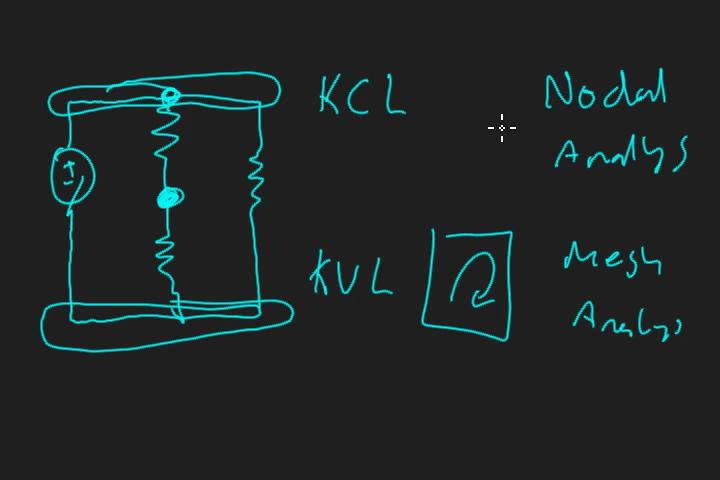 KCL
Nodal
Analys
KVL
Mesh
Analys
+
-